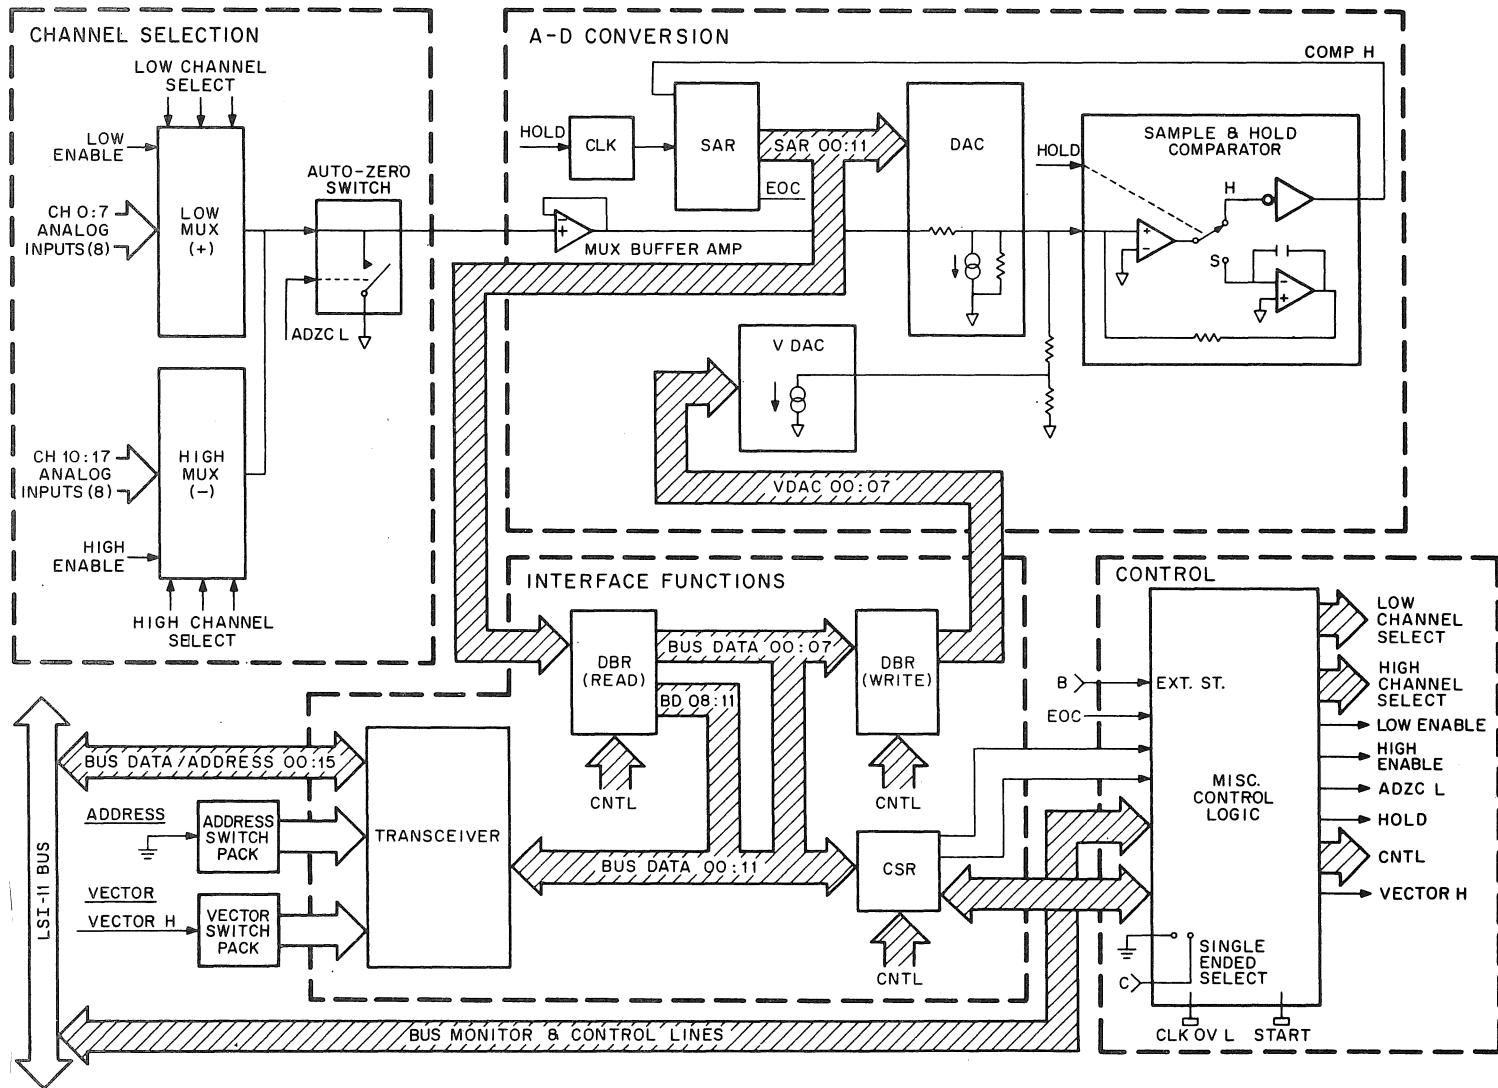 CHANNEL SELECTION
LOW CHANNEL
SELECT
LOW
ENABLE
CH 0:7
ANALOG
INPUTS (8)
LOW
MUX
(+)
AUTO-ZERO
SWITCH
ADZC L
CH 10:17
ANALOG
INPUTS (8)
HIGH
MUX
(-)
HIGH
ENABLE
HIGH CHANNEL
SELECT
A-D CONVERSION
COMP H
HOLD
CLK
SAR
SAR 00:11
EOC
DAC
MUX BUFFER AMP
HOLD
SAMPLE & HOLD
COMPARATOR
H
S
V DAC
VDAC 00:07
INTERFACE FUNCTIONS
DBR
(READ)
BUS DATA 00:07
BD 08:11
DBR
(WRITE)
CNTL
CNTL
LSI-11 BUS
BUS DATA/ADDRESS 00:15
ADDRESS
ADDRESS
SWITCH
PACK
TRANSCEIVER
VECTOR
VECTOR H
VECTOR
SWITCH
PACK
BUS DATA 00:11
CSR
CNTL
BUS MONITOR & CONTROL LINES
CONTROL
B
EXT. ST.
EOC
MISC.
CONTROL
LOGIC
SINGLE
ENDED
SELECT
C
CLK OV L
START
LOW
CHANNEL
SELECT
HIGH
CHANNEL
SELECT
LOW ENABLE
HIGH
ENABLE
ADZC L
HOLD
CNTL
VECTOR H